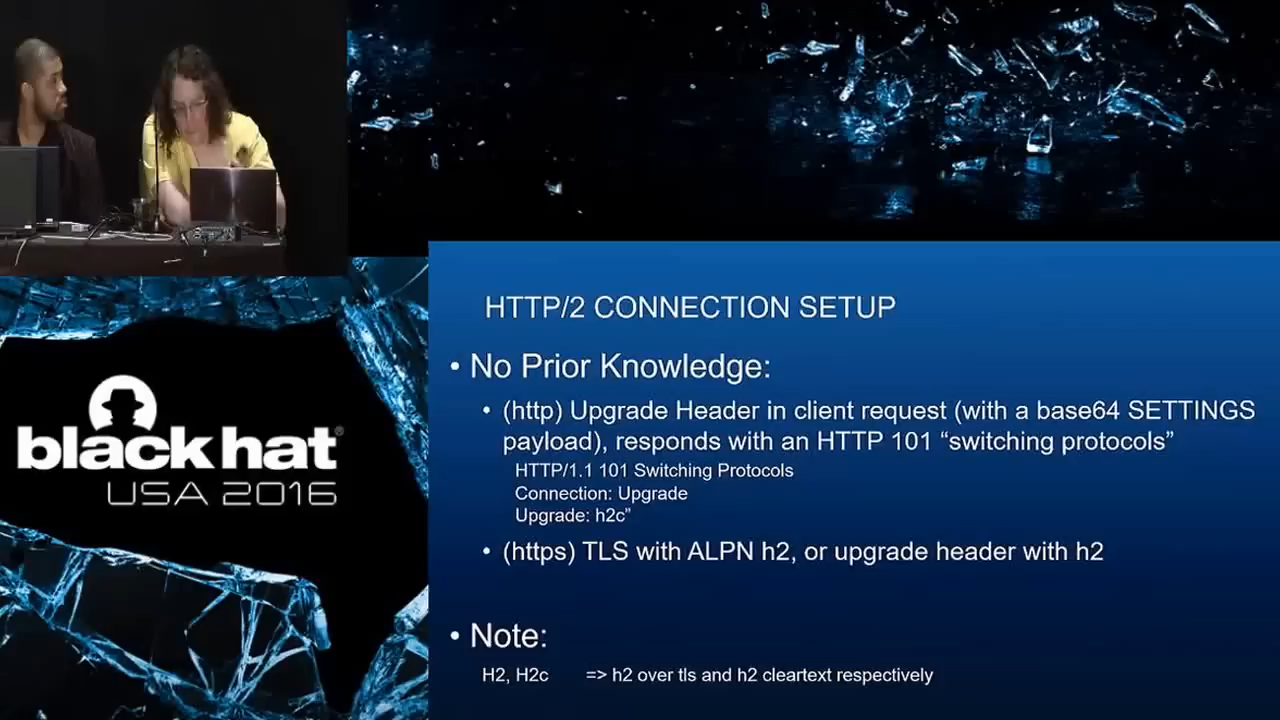 black hat®
USA 2016
HTTP/2 CONNECTION SETUP
• No Prior Knowledge:
• (http) Upgrade Header in client request (with a base64 SETTINGS
payload), responds with an HTTP 101 “switching protocols”
HTTP/1.1 101 Switching Protocols
Connection: Upgrade
Upgrade: h2c”
• (https) TLS with ALPN h2, or upgrade header with h2
• Note:
H2, H2c => h2 over tls and h2 cleartext respectively